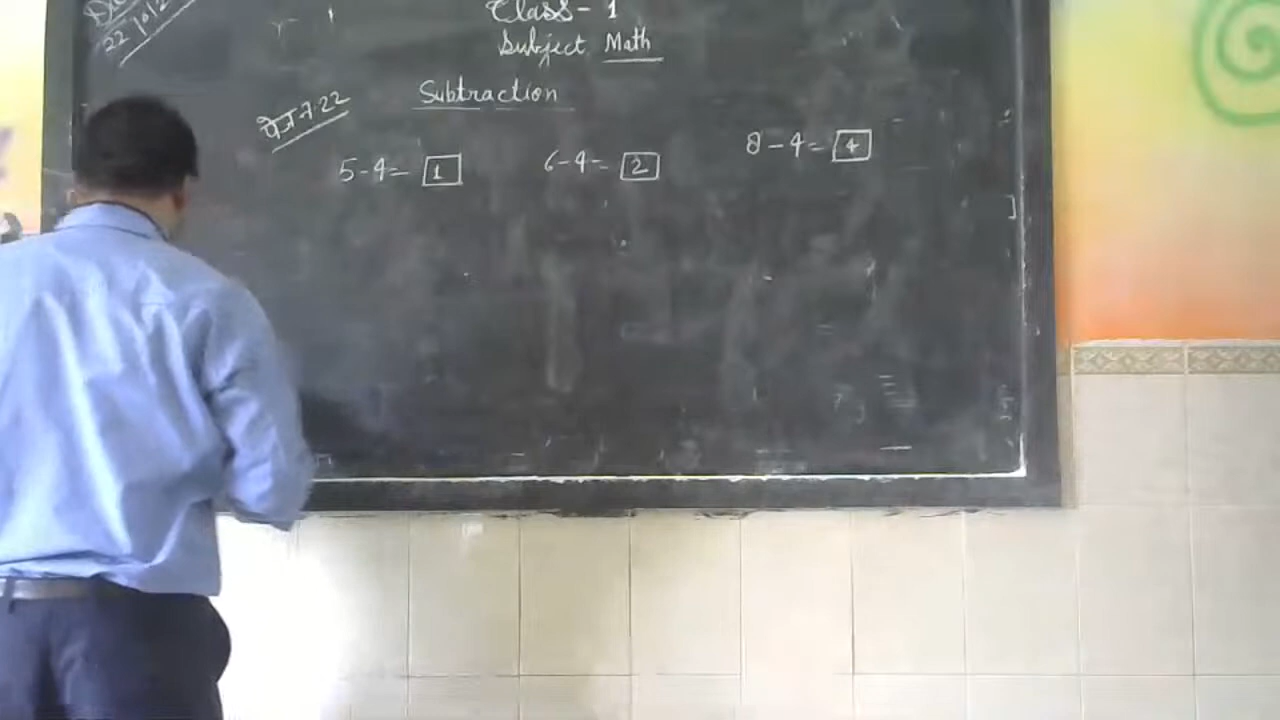 Class - 1
Subject Math
Subtraction
पेज नं. 22
5 - 4 = 1
6 - 4 = 2
8 - 4 = 4